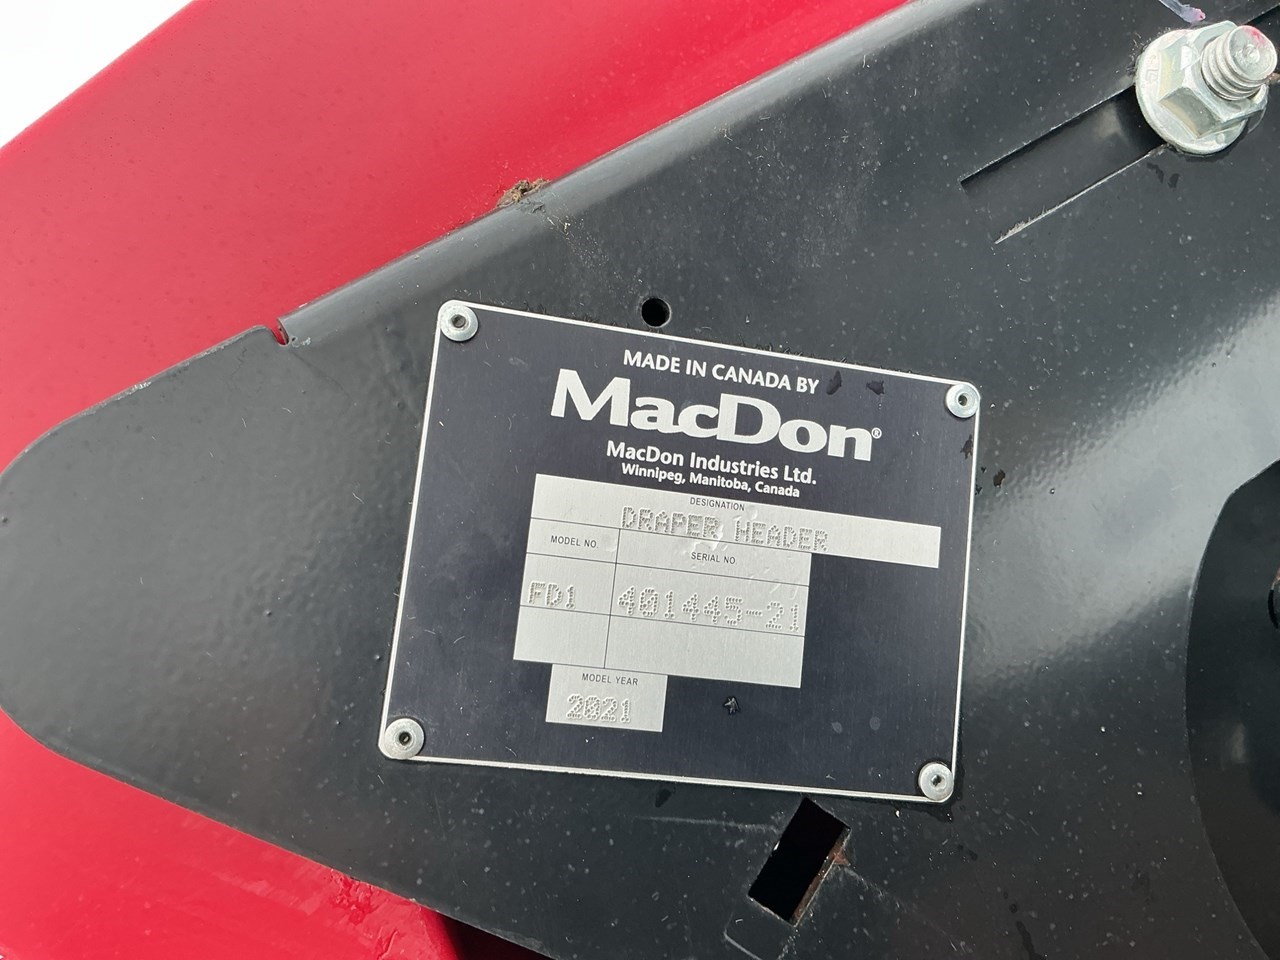 MADE IN CANADA BY
MacDon®
MacDon Industries Ltd.
Winnipeg, Manitoba, Canada
DESIGNATION
DRAPER HEADER
MODEL NO.
SERIAL NO.
FD1
401445-21
MODEL YEAR
2021